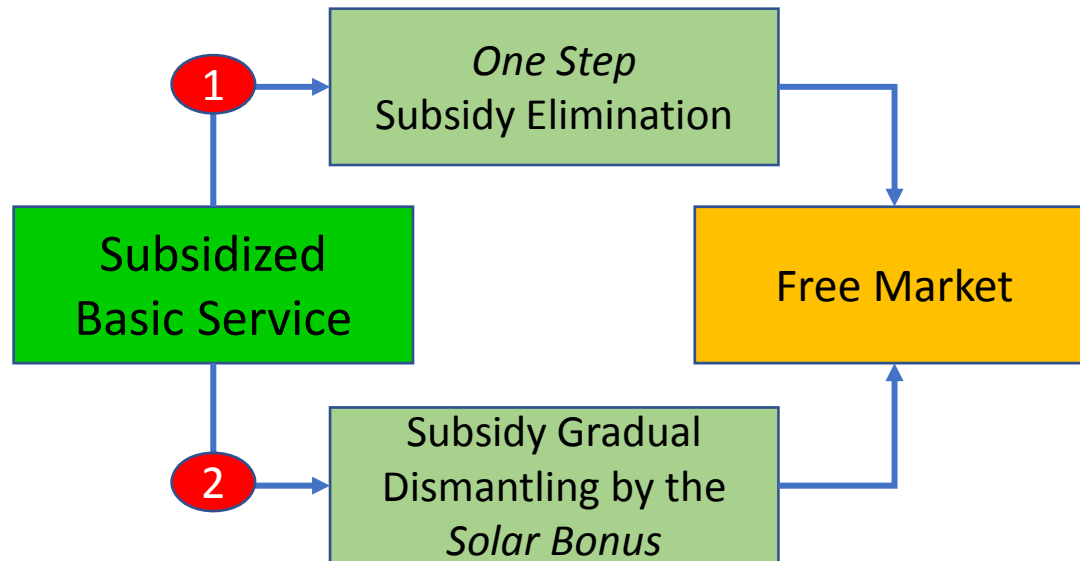 1
One Step
Subsidy Elimination
Subsidized
Basic Service
Free Market
2
Subsidy Gradual
Dismantling by the
Solar Bonus